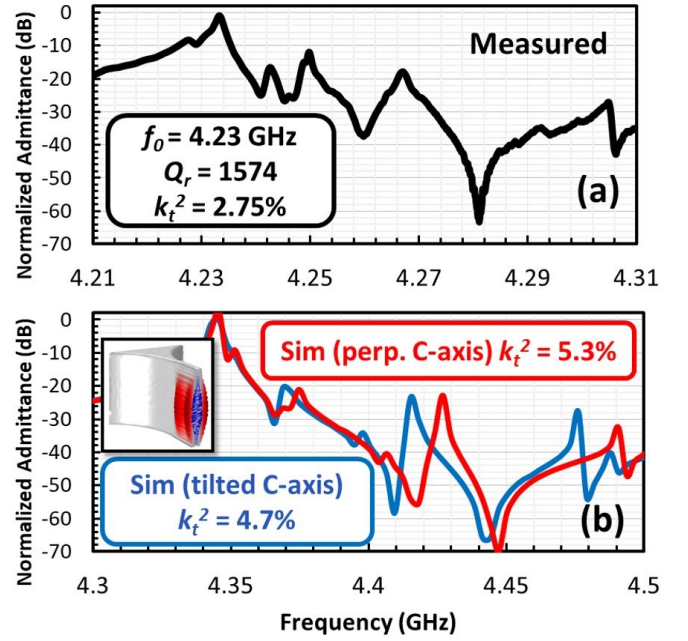 Normalized Admittance (dB)
0
-10
-20
-30
-40
-50
-60
-70
Measured
f0 = 4.23 GHz
Qr = 1574
kt2 = 2.75%
(a)
4.21 4.23 4.25 4.27 4.29 4.31
Normalized Admittance (dB)
0
-10
-20
-30
-40
-50
-60
-70
Sim (perp. C-axis) kt2 = 5.3%
Sim (tilted C-axis)
kt2 = 4.7%
(b)
4.3 4.35 4.4 4.45 4.5
Frequency (GHz)